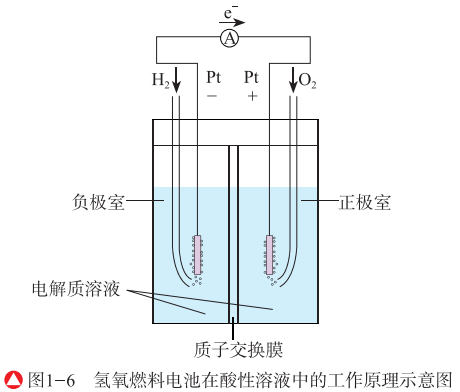 e⁻
A
H₂ Pt Pt O₂
− +
负极室 正极室
电解质溶液
质子交换膜
图1-6 氢氧燃料电池在酸性溶液中的工作原理示意图